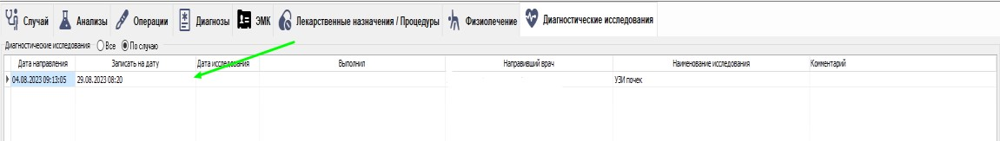 Случай Анализы Операции Диагнозы ЭМК Лекарственные назначения / Процедуры Физиолечение Диагностические исследования
Диагностические исследования Все По случаю
Дата направления Записать на дату Дата исследования Выполнил Направивший врач Наименование исследования Комментарий
04.08.2023 09:13:05 29.08.2023 08:20 УЗИ почек